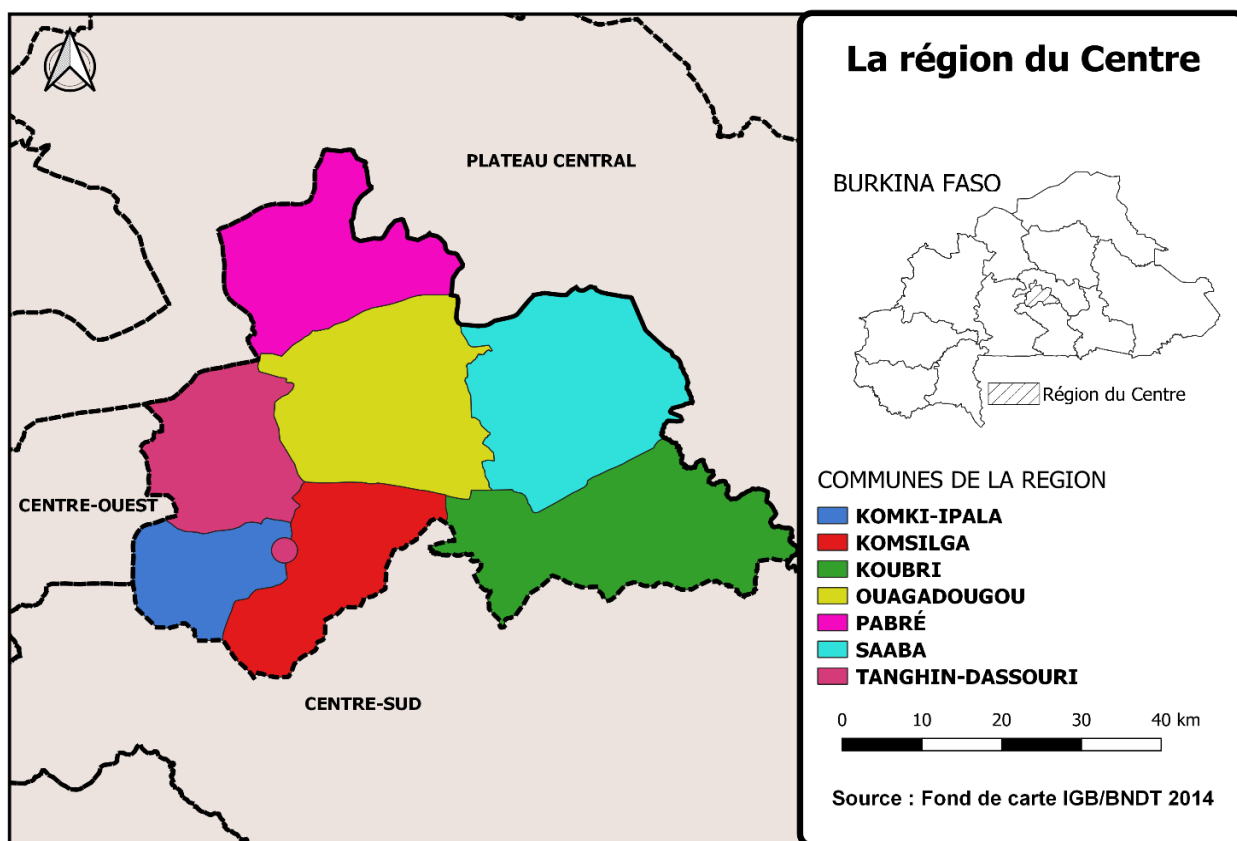 PLATEAU CENTRAL
CENTRE-OUEST
CENTRE-SUD
La région du Centre
BURKINA FASO
Région du Centre
COMMUNES DE LA REGION
KOMKI-IPALA
KOMSILGA
KOUBRI
OUAGADOUGOU
PABRÉ
SAABA
TANGHIN-DASSOURI
0 10 20 30 40 km
Source : Fond de carte IGB/BNDT 2014